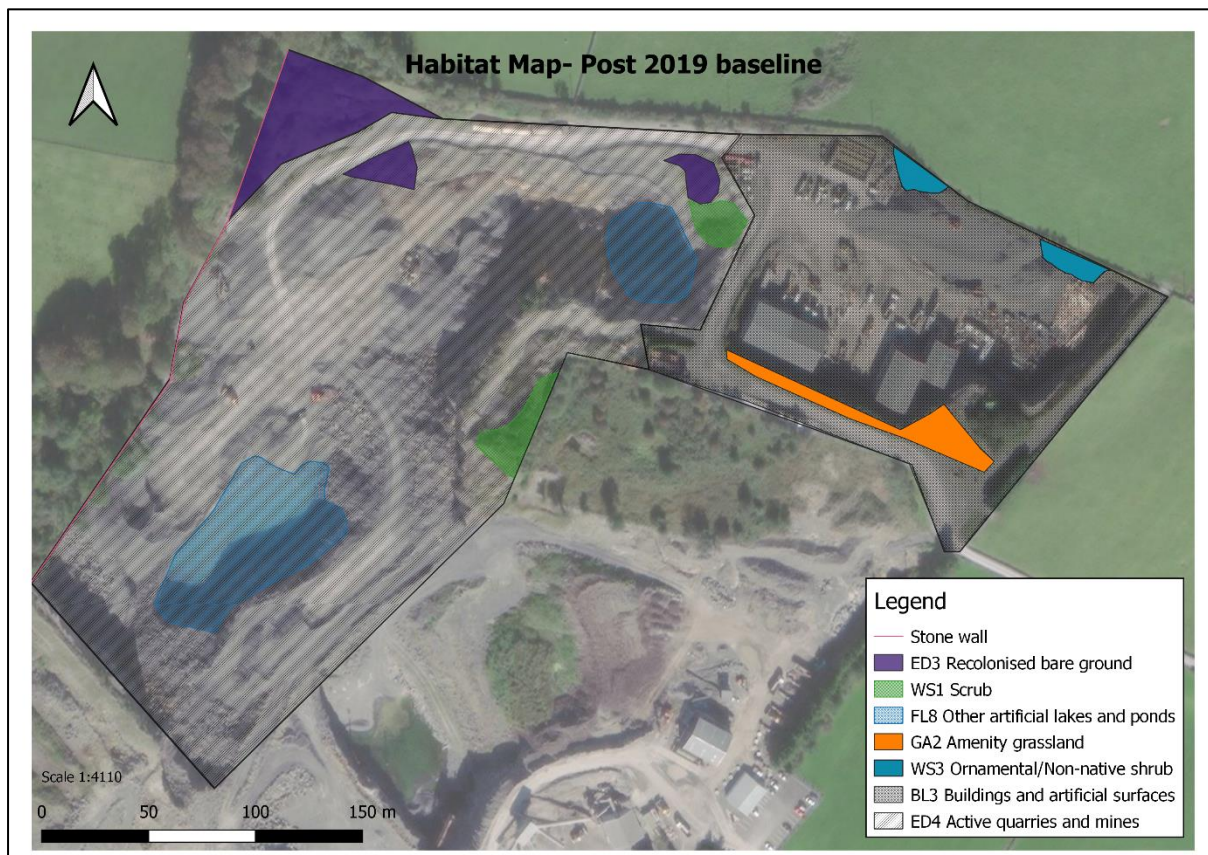 Habitat Map- Post 2019 baseline
Legend
Stone wall
ED3 Recolonised bare ground
WS1 Scrub
FL8 Other artificial lakes and ponds
GA2 Amenity grassland
WS3 Ornamental/Non-native shrub
BL3 Buildings and artificial surfaces
ED4 Active quarries and mines
Scale 1:4110
0 50 100 150 m